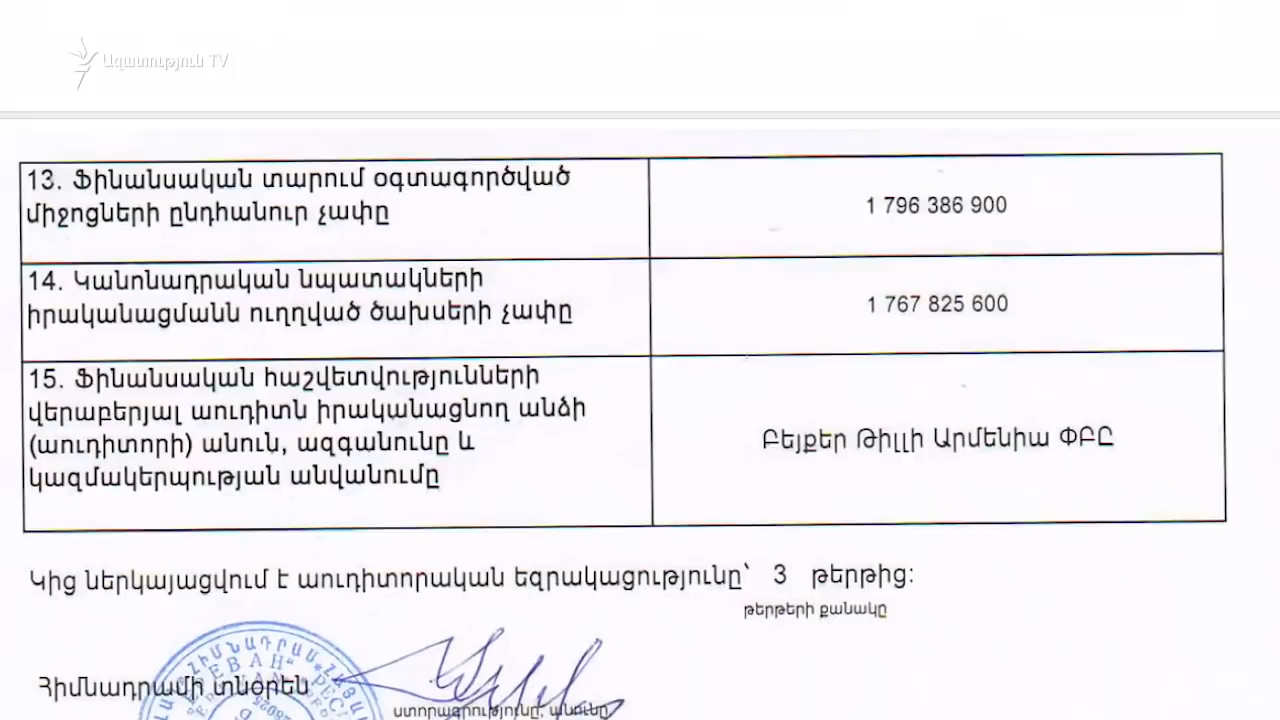 Ազատություն TV
13. Ֆինանսական տարում օգտագործված
միջոցների ընդհանուր չափը
1 796 386 900
14. Կանոնադրական նպատակների
իրականացմանն ուղղված ծախսերի չափը
1 767 825 600
15. Ֆինանսական հաշվետվությունների
վերաբերյալ աուդիտն իրականացնող անձի
(աուդիտորի) անուն, ազգանունը և
կազմակերպության անվանումը
Բեյքեր Թիլլի Արմենիա ՓԲԸ
Կից ներկայացվում է աուդիտորական եզրակացությունը՝ 3 թերթից:
թերթերի քանակը
Հիմնադրամի տնօրեն
ստորագրությունը, անունը